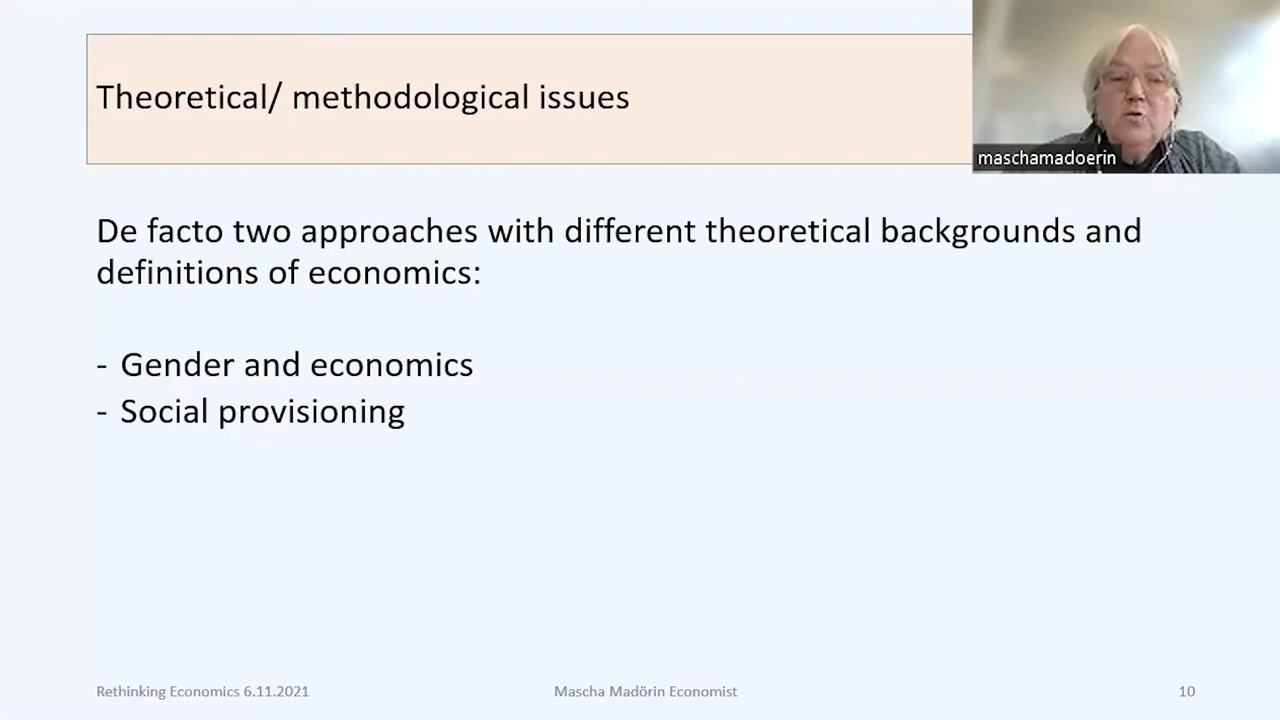 Theoretical/ methodological issues
maschamadoerin
De facto two approaches with different theoretical backgrounds and
definitions of economics:
- Gender and economics
- Social provisioning
Rethinking Economics 6.11.2021
Mascha Madörin Economist
10